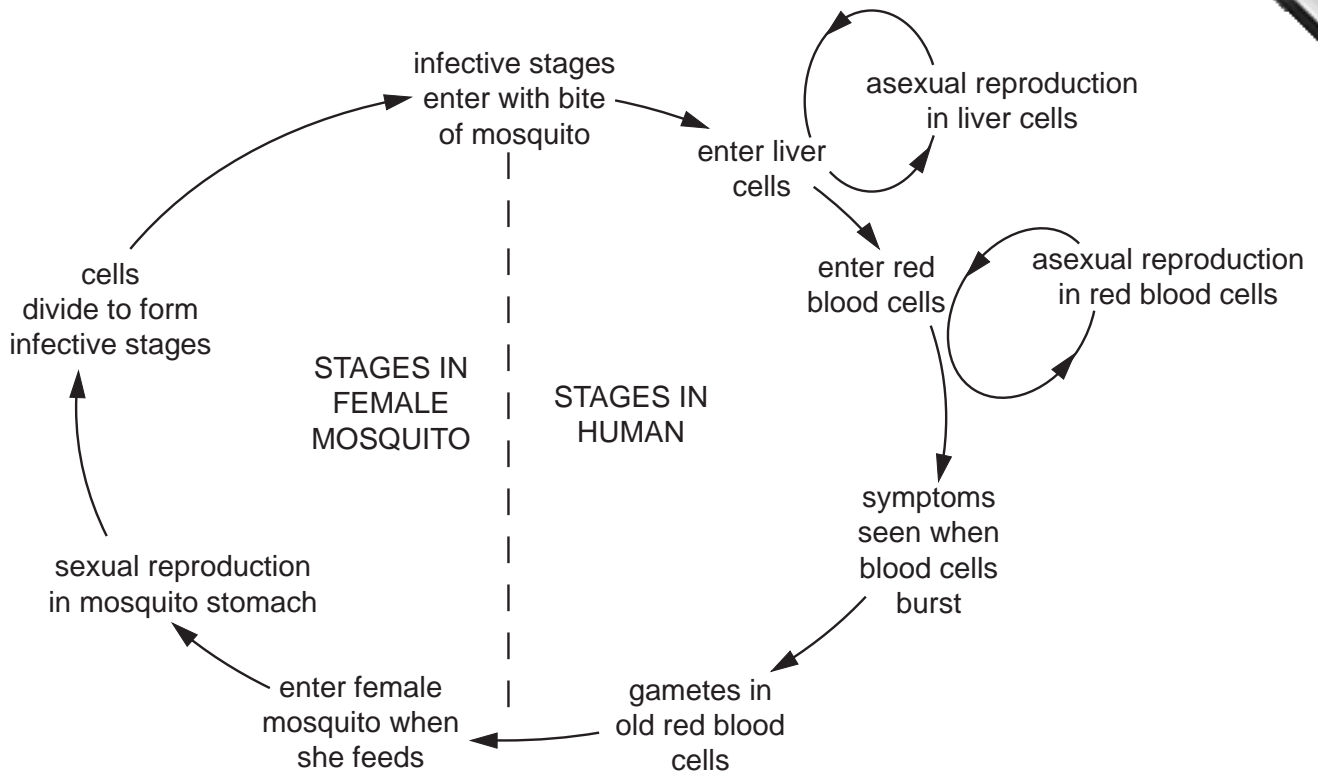 infective stages
enter with bite
of mosquito
asexual reproduction
in liver cells
enter liver
cells
enter red
blood cells
asexual reproduction
in red blood cells
cells
divide to form
infective stages
STAGES IN
FEMALE
MOSQUITO
STAGES IN
HUMAN
symptoms
seen when
blood cells
burst
sexual reproduction
in mosquito stomach
enter female
mosquito when
she feeds
gametes in
old red blood
cells